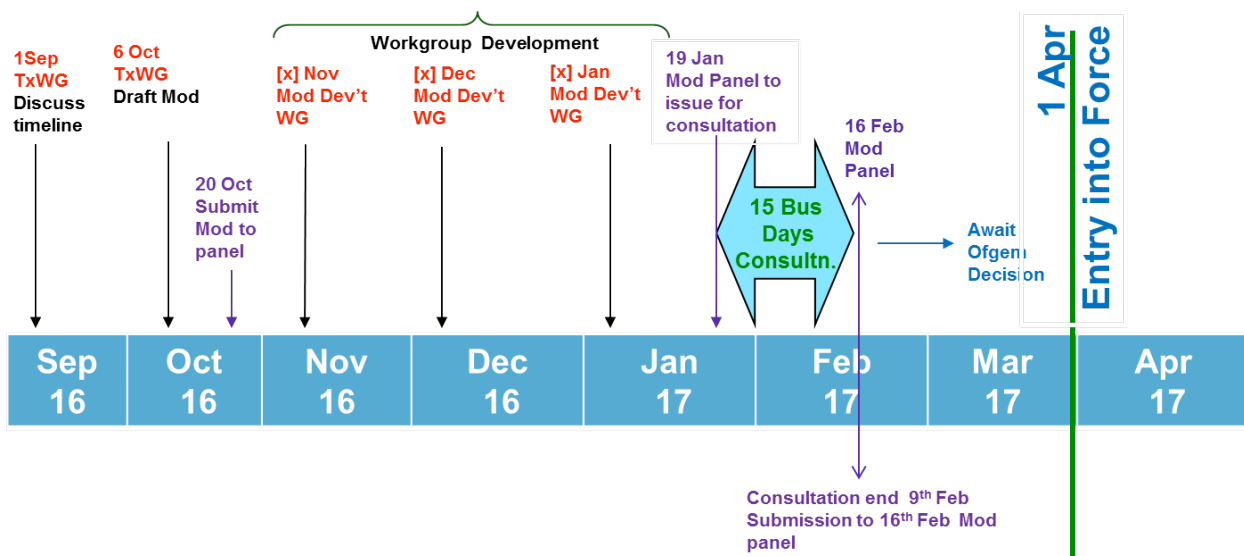 Workgroup Development
1Sep
TxWG
Discuss
timeline
6 Oct
TxWG
Draft Mod
20 Oct
Submit
Mod to
panel
[x] Nov
Mod Dev't
WG
[x] Dec
Mod Dev't
WG
[x] Jan
Mod Dev't
WG
19 Jan
Mod Panel to
issue for
consultation
15 Bus
Days
Consultn.
16 Feb
Mod
Panel
Await
Ofgem
Decision
1 Apr
Entry into Force
Sep
16
Oct
16
Nov
16
Dec
16
Jan
17
Feb
17
Mar
17
Apr
17
Consultation end 9th Feb
Submission to 16th Feb Mod
panel